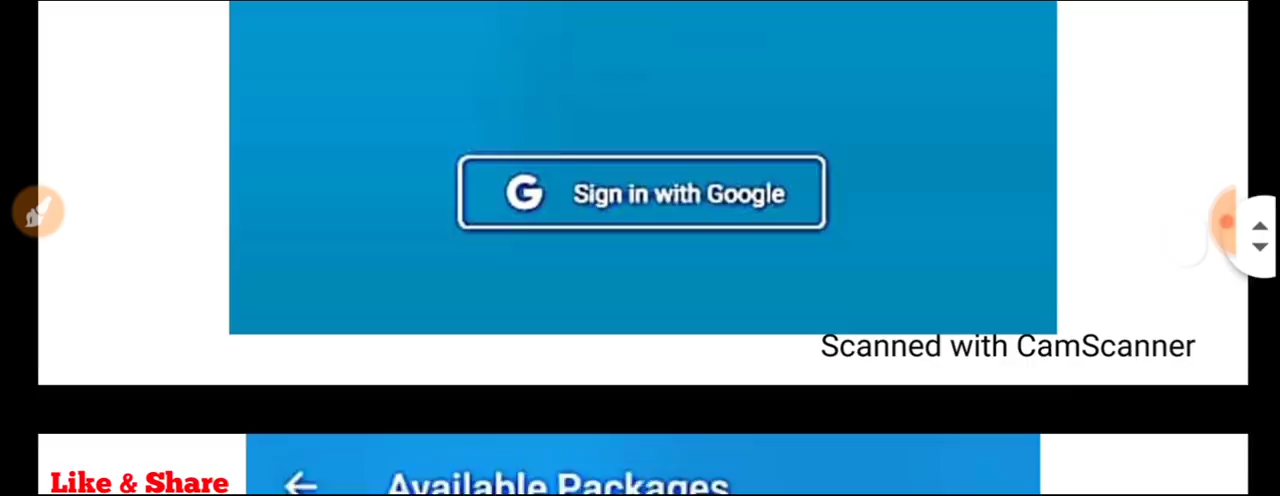 G Sign in with Google
Scanned with CamScanner
Like & Share
Available Packages